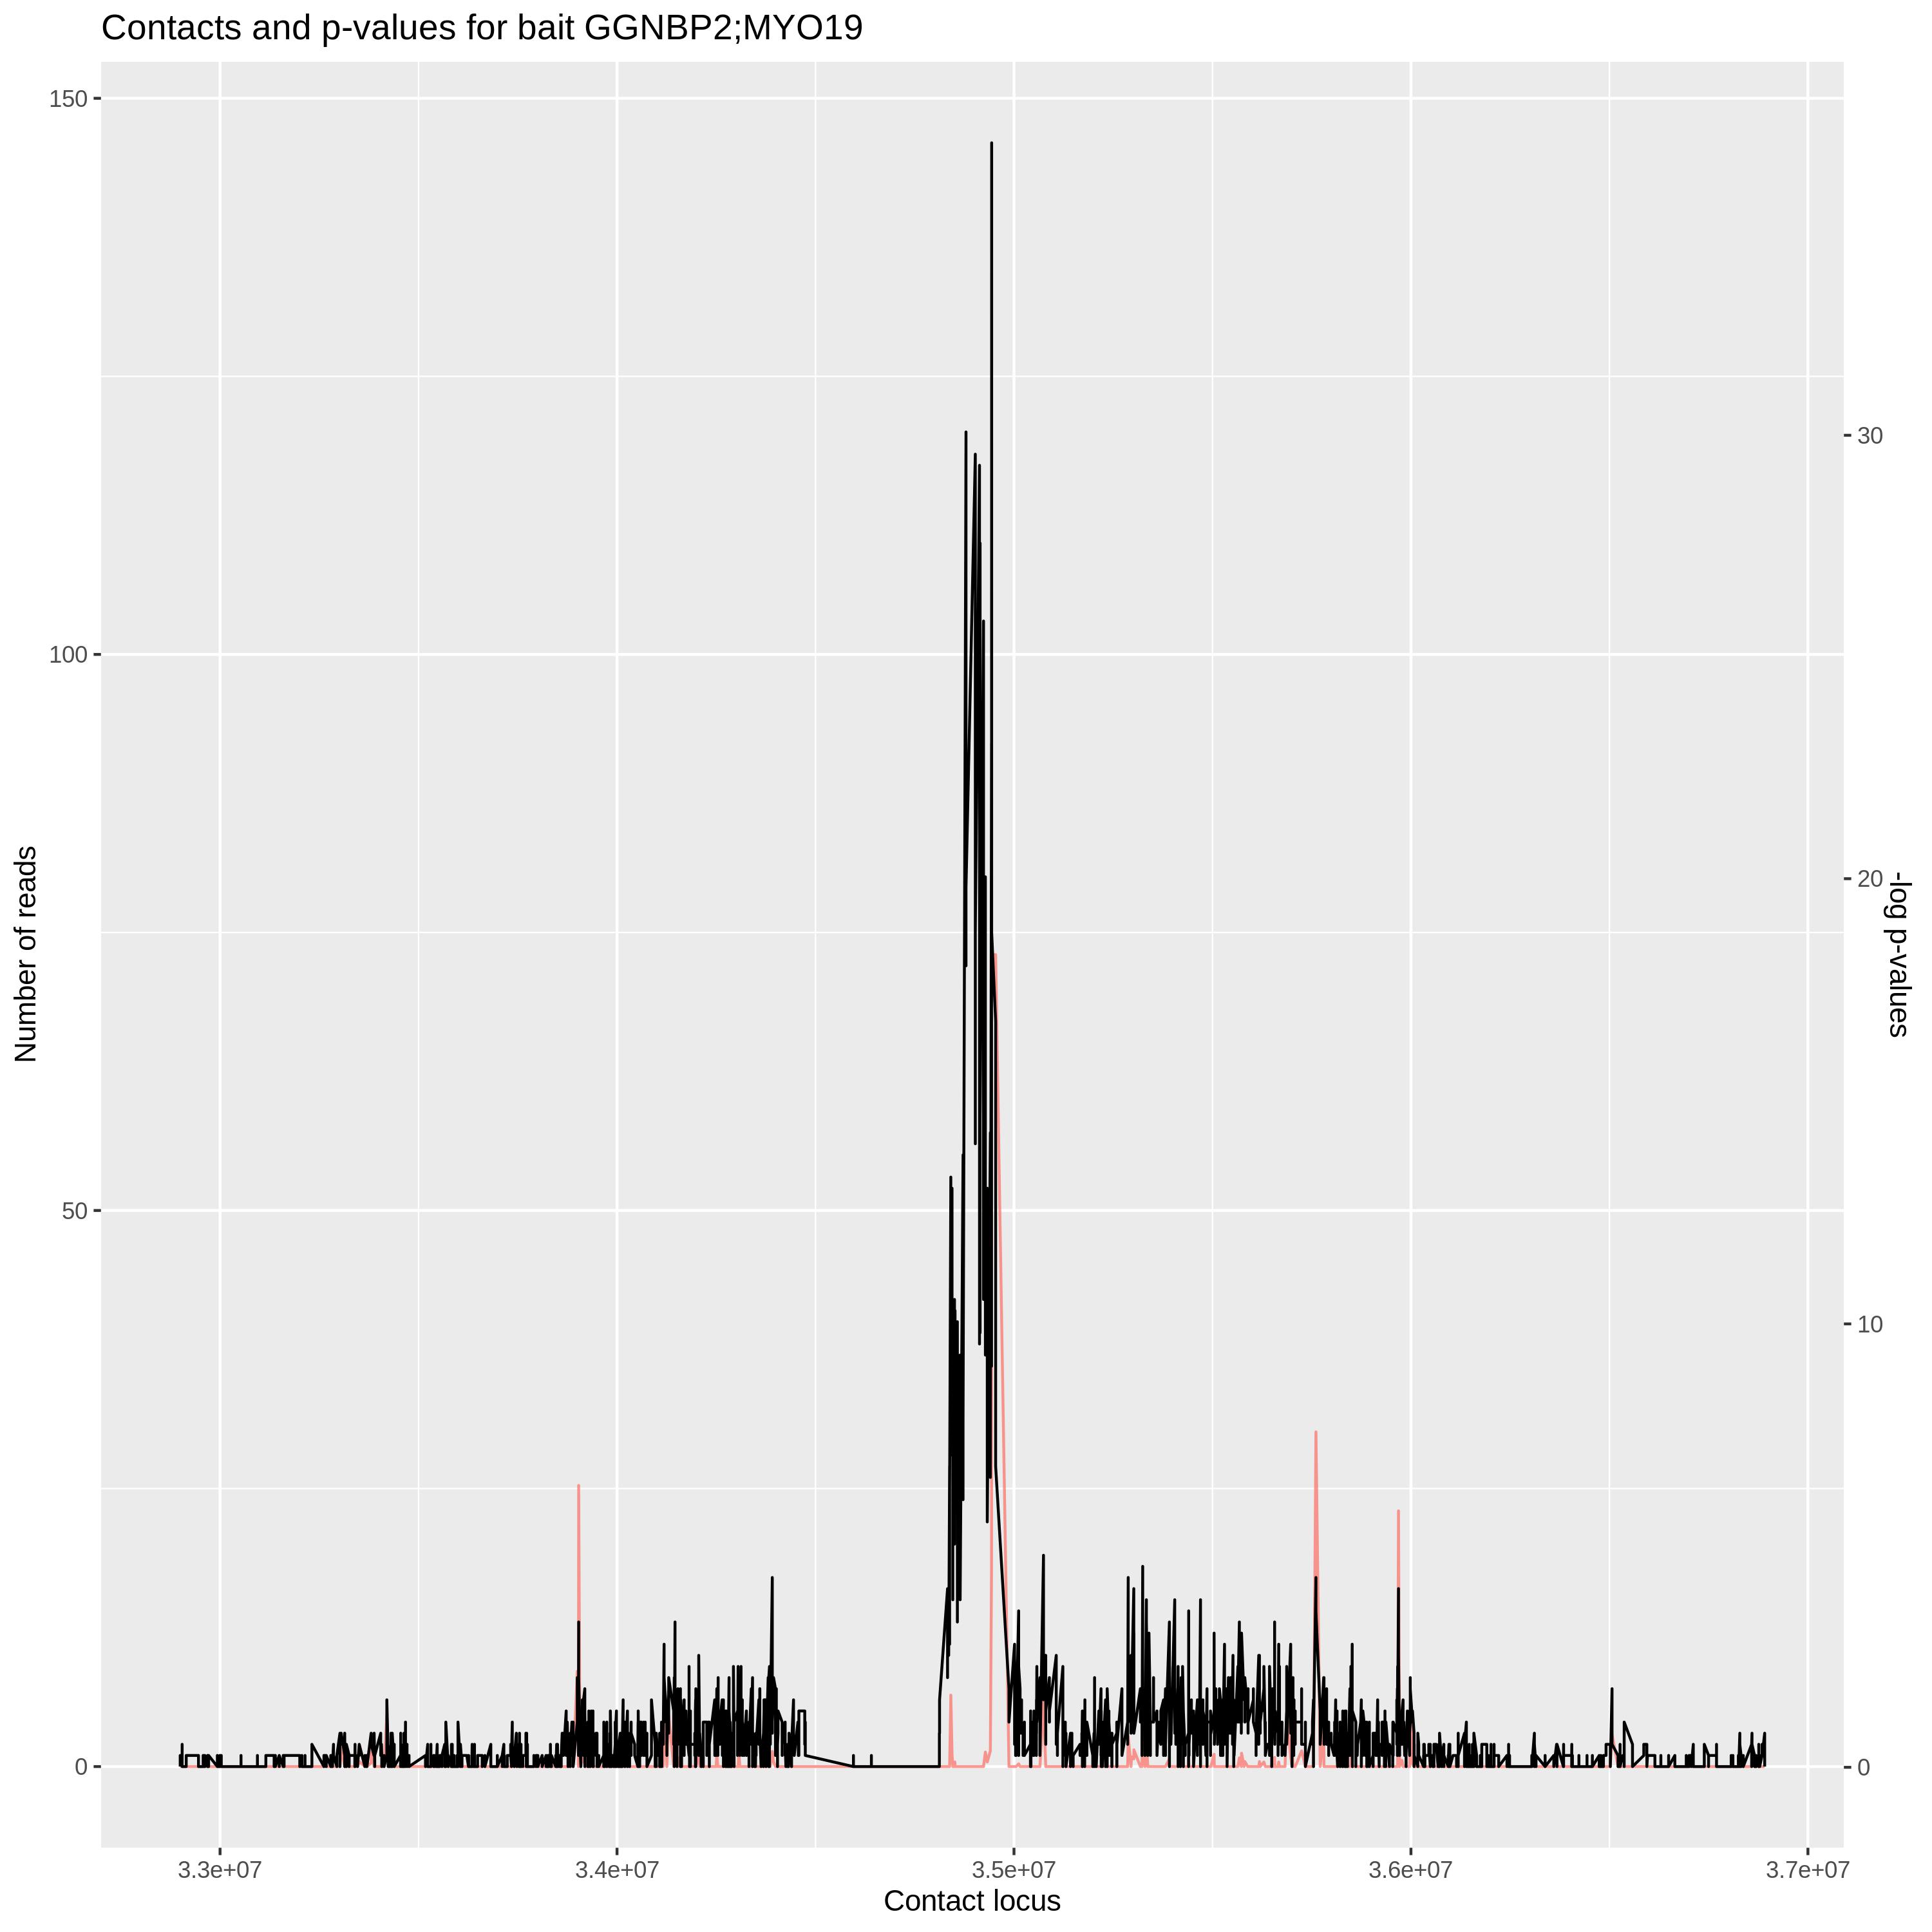 Contacts and p-values for bait GGNBP2;MYO19
150
100
50
0
Number of reads
30
20
10
0
-log p-values
3.3e+07
3.4e+07
3.5e+07
3.6e+07
3.7e+07
Contact locus